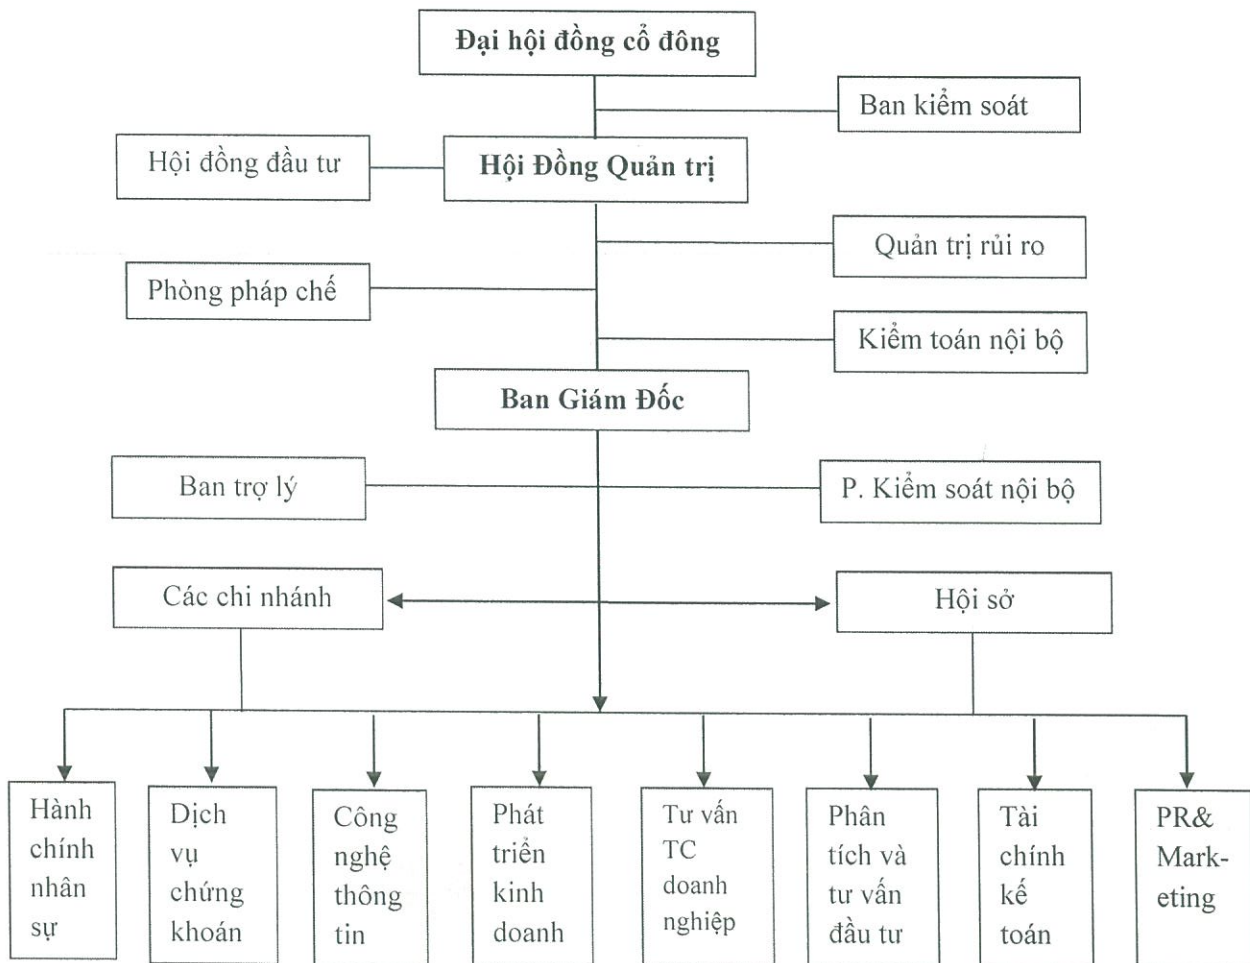 Đại hội đồng cổ đông
Ban kiểm soát
Hội đồng đầu tư
Hội Đồng Quản trị
Quản trị rủi ro
Phòng pháp chế
Kiểm toán nội bộ
Ban Giám Đốc
Ban trợ lý
P. Kiểm soát nội bộ
Các chi nhánh
Hội sở
Hành
chính
nhân
sự
Dịch
vụ
chứng
khoán
Công
nghệ
thông
tin
Phát
triển
kinh
doanh
Tư vấn
TC
doanh
nghiệp
Phân
tích và
tư vấn
đầu tư
Tài
chính
kế
toán
PR&
Mark-
eting